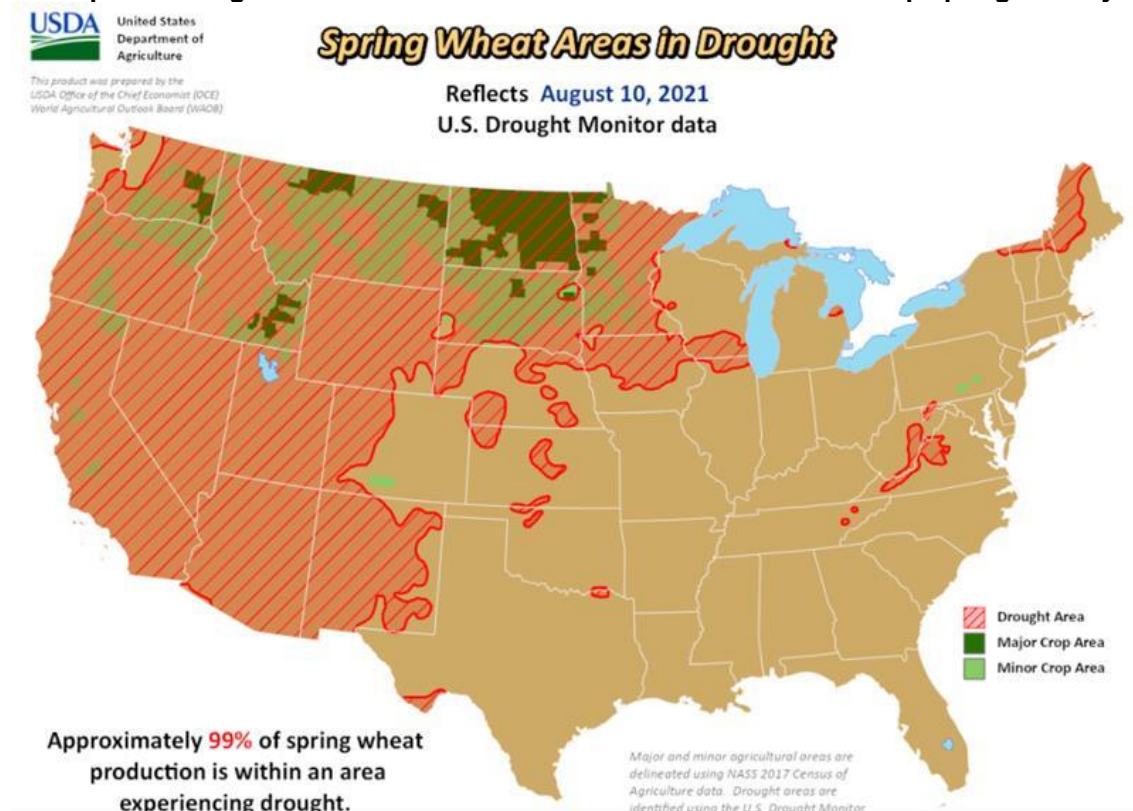 USDA
United States
Department of
Agriculture
This product was prepared by the
USDA Office of the Chief Economist (OCE)
World Agricultural Outlook Board (WAOB)
Spring Wheat Areas in Drought
Reflects August 10, 2021
U.S. Drought Monitor data
Drought Area
Major Crop Area
Minor Crop Area
Approximately 99% of spring wheat
production is within an area
experiencing drought.
Major and minor agricultural areas are
delineated using NASS 2017 Census of
Agriculture data. Drought areas are
identified using the U.S. Drought Monitor